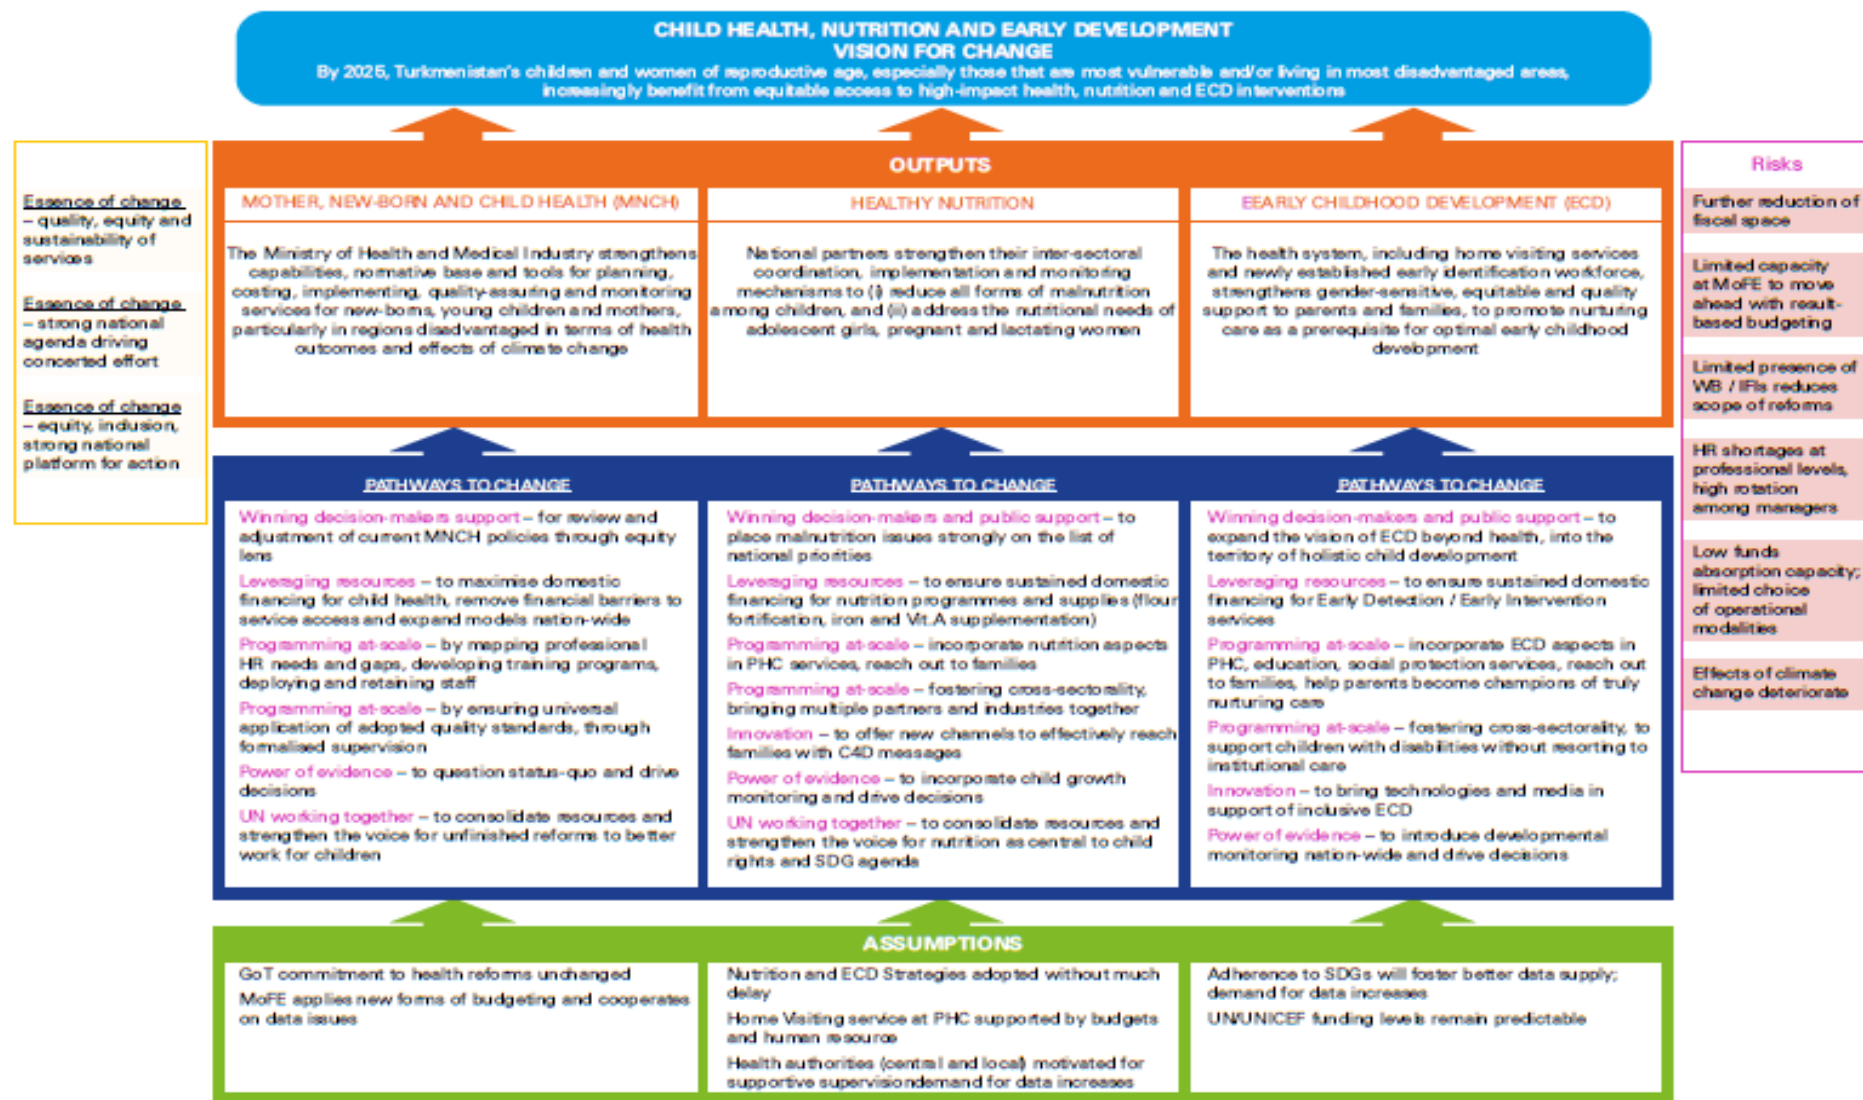 CHILD HEALTH, NUTRITION AND EARLY DEVELOPMENT
VISION FOR CHANGE
By 2025, Turkmenistan's children and women of reproductive age, especially those that are most vulnerable and/or living in most disadvantaged areas,
increasingly benefit from equitable access to high-impact health, nutrition and ECD interventions
Essence of change
– quality, equity and
sustainability of
services
Essence of change
– strong national
agenda driving
concerted effort
Essence of change
– equity, inclusion,
strong national
platform for action
OUTPUTS
MOTHER, NEW-BORN AND CHILD HEALTH (MNCH)
The Ministry of Health and Medical Industry strengthens
capabilities, normative base and tools for planning,
costing, implementing, quality-assuring and monitoring
services for new-borns, young children and mothers,
particularly in regions disadvantaged in terms of health
outcomes and effects of climate change
HEALTHY NUTRITION
National partners strengthen their inter-sectoral
coordination, implementation and monitoring
mechanisms to (i) reduce all forms of malnutrition
among children, and (ii) address the nutritional needs of
adolescent girls, pregnant and lactating women
EEARLY CHILDHOOD DEVELOPMENT (ECD)
The health system, including home visiting services
and newly established early identification workforce,
strengthens gender-sensitive, equitable and quality
support to parents and families, to promote nurturing
care as a prerequisite for optimal early childhood
development
PATHWAYS TO CHANGE
Winning decision-makers support – for review and
adjustment of current MNCH policies through equity
lens
Leveraging resources – to maximise domestic
financing for child health, remove financial barriers to
service access and expand models nation-wide
Programming at-scale – by mapping professional
HR needs and gaps, developing training programs,
deploying and retaining staff
Programming at-scale – by ensuring universal
application of adopted quality standards, through
formalised supervision
Power of evidence – to question status-quo and drive
decisions
UN working together – to consolidate resources and
strengthen the voice for unfinished reforms to better
work for children
PATHWAYS TO CHANGE
Winning decision-makers and public support – to
place malnutrition issues strongly on the list of
national priorities
Leveraging resources – to ensure sustained domestic
financing for nutrition programmes and supplies (flour
fortification, iron and Vit.A supplementation)
Programming at-scale – incorporate nutrition aspects
in PHC services, reach out to families
Programming at-scale – fostering cross-sectorality,
bringing multiple partners and industries together
Innovation – to offer new channels to effectively reach
families with C4D messages
Power of evidence – to incorporate child growth
monitoring and drive decisions
UN working together – to consolidate resources and
strengthen the voice for nutrition as central to child
rights and SDG agenda
PATHWAYS TO CHANGE
Winning decision-makers and public support – to
expand the vision of ECD beyond health, into the
territory of holistic child development
Leveraging resources – to ensure sustained domestic
financing for Early Detection / Early Intervention
services
Programming at-scale – incorporate ECD aspects in
PHC, education, social protection services, reach out
to families, help parents become champions of truly
nurturing care
Programming at-scale – fostering cross-sectorality, to
support children with disabilities without resorting to
institutional care
Innovation – to bring technologies and media in
support of inclusive ECD
Power of evidence – to introduce developmental
monitoring nation-wide and drive decisions
ASSUMPTIONS
GoT commitment to health reforms unchanged
MoFE applies new forms of budgeting and cooperates
on data issues
Nutrition and ECD Strategies adopted without much
delay
Home Visiting service at PHC supported by budgets
and human resource
Health authorities (central and local) motivated for
supportive supervisiondemand for data increases
Adherence to SDGs will foster better data supply;
demand for data increases
UN/UNICEF funding levels remain predictable
Risks
Further reduction of
fiscal space
Limited capacity
at MoFE to move
ahead with result-
based budgeting
Limited presence of
WB / IFIs reduces
scope of reforms
HR shortages at
professional levels,
high rotation
among managers
Low funds
absorption capacity;
limited choice
of operational
modalities
Effects of climate
change deteriorate